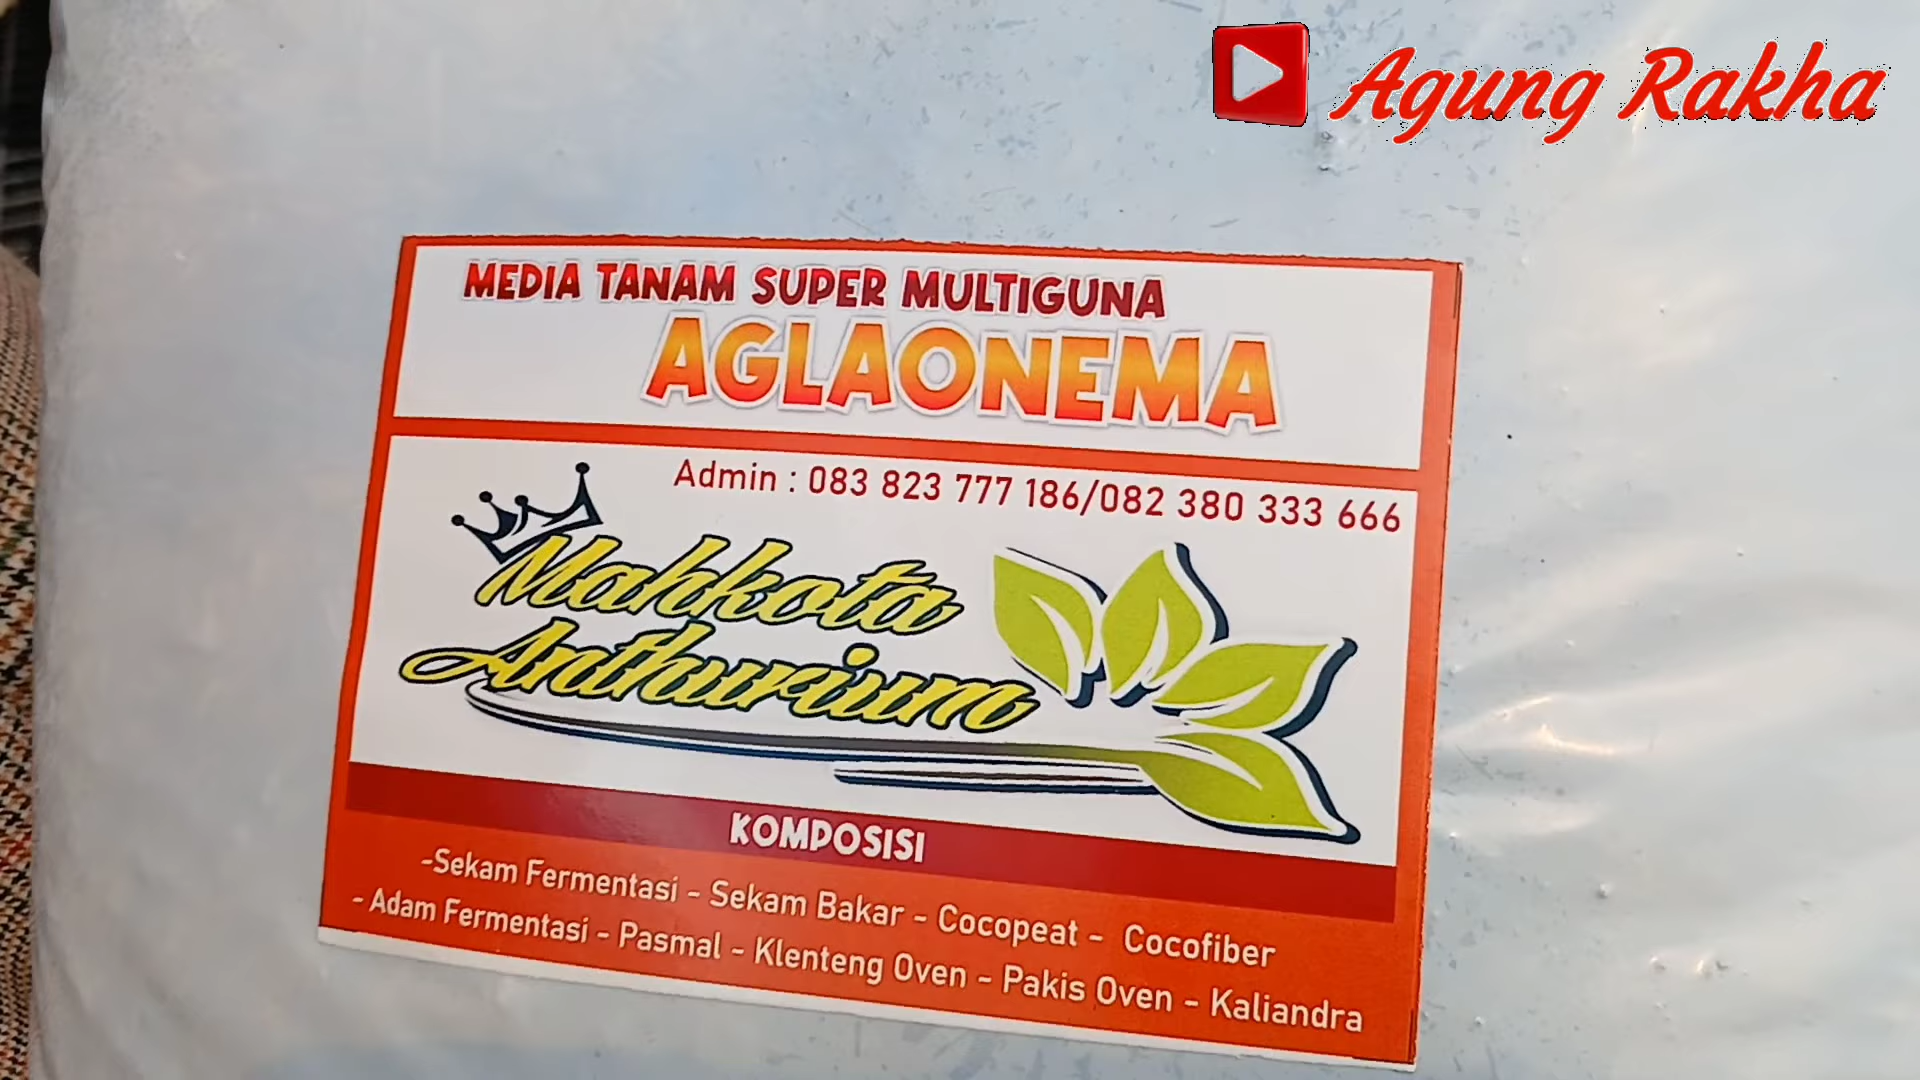 Agung Rakha
MEDIA TANAM SUPER MULTIGUNA
AGLAONEMA
Admin : 083 823 777 186/082 380 333 666
Mahkota
Anthurium
KOMPOSISI
-Sekam Fermentasi - Sekam Bakar - Cocopeat - Cocofiber
- Adam Fermentasi - Pasmal - Klenteng Oven - Pakis Oven - Kaliandra